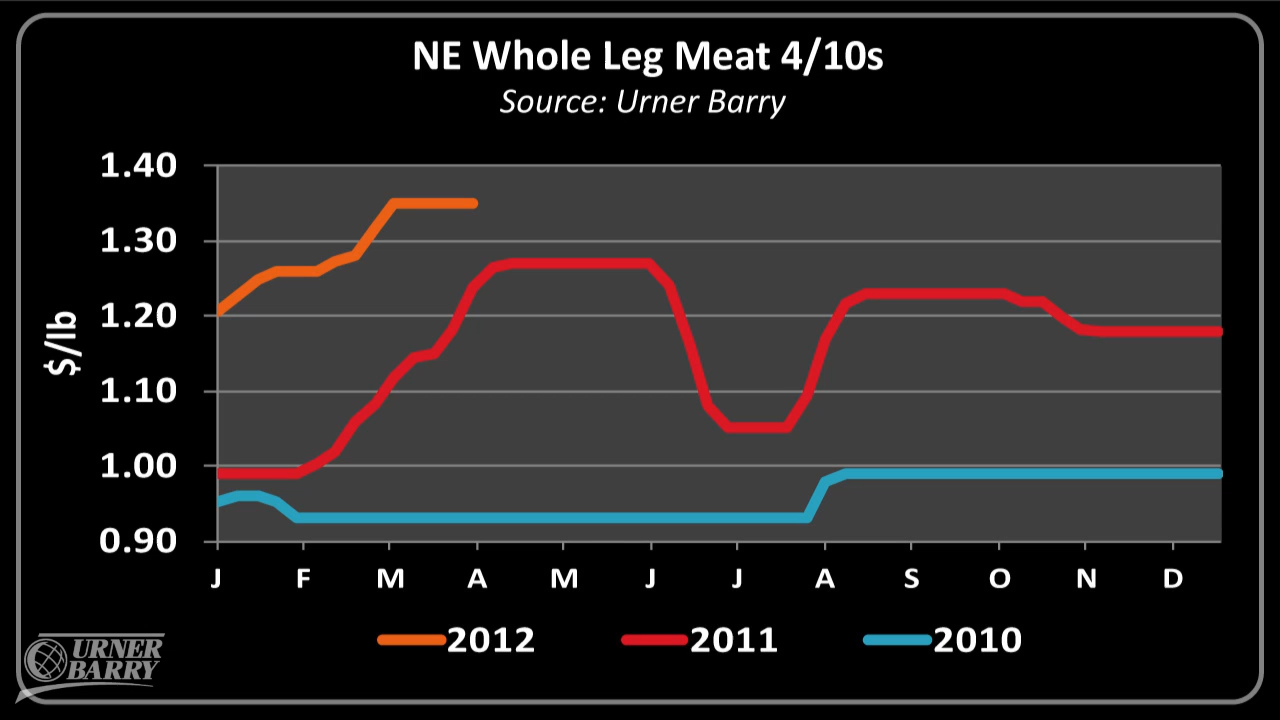 NE Whole Leg Meat 4/10s
Source: Urner Barry
1.40
1.30
1.20
1.10
1.00
0.90
$/lb
J F M A M J J A S O N D
2012 2011 2010
URNER
BARRY